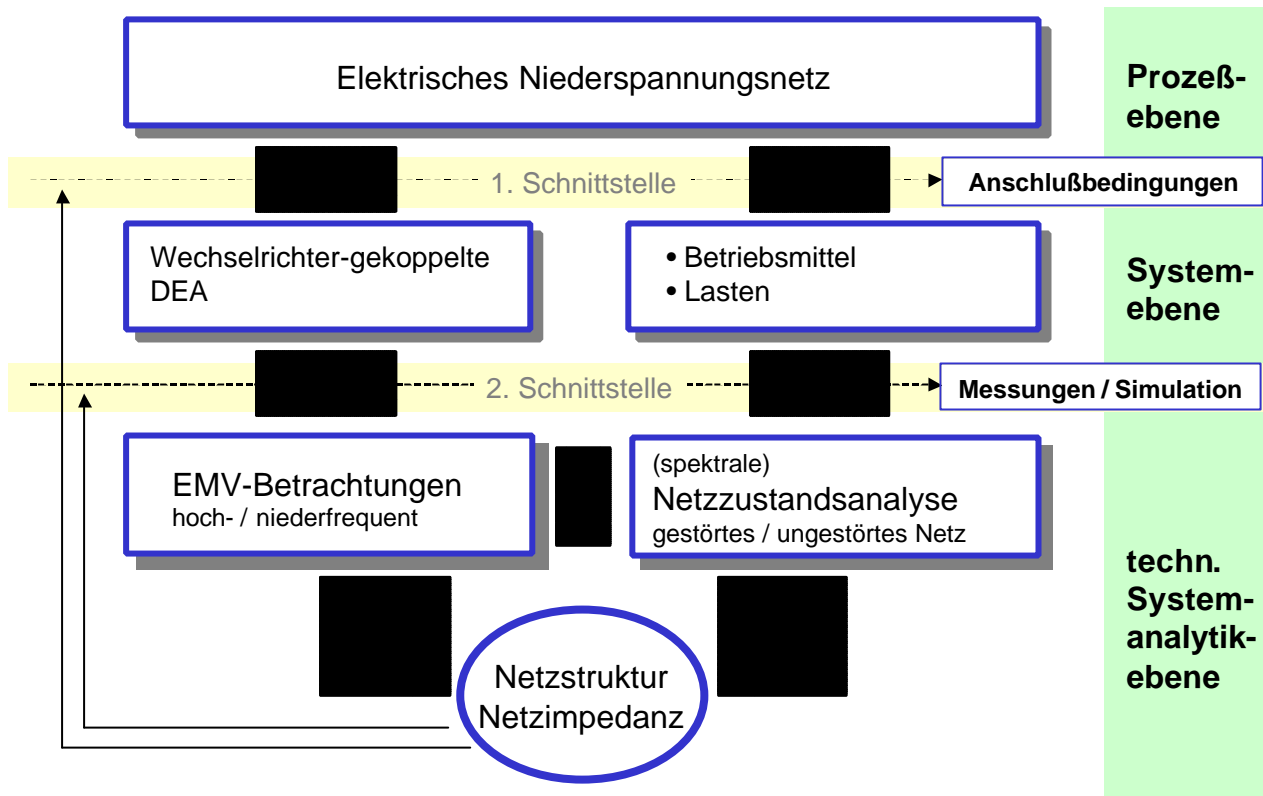 Elektrisches Niederspannungsnetz
Prozeß-
ebene
1. Schnittstelle
Anschlußbedingungen
Wechselrichter-gekoppelte
DEA
• Betriebsmittel
• Lasten
System-
ebene
2. Schnittstelle
Messungen / Simulation
EMV-Betrachtungen
hoch- / niederfrequent
(spektrale)
Netzzustandsanalyse
gestörtes / ungestörtes Netz
techn.
System-
analytik-
ebene
Netzstruktur
Netzimpedanz